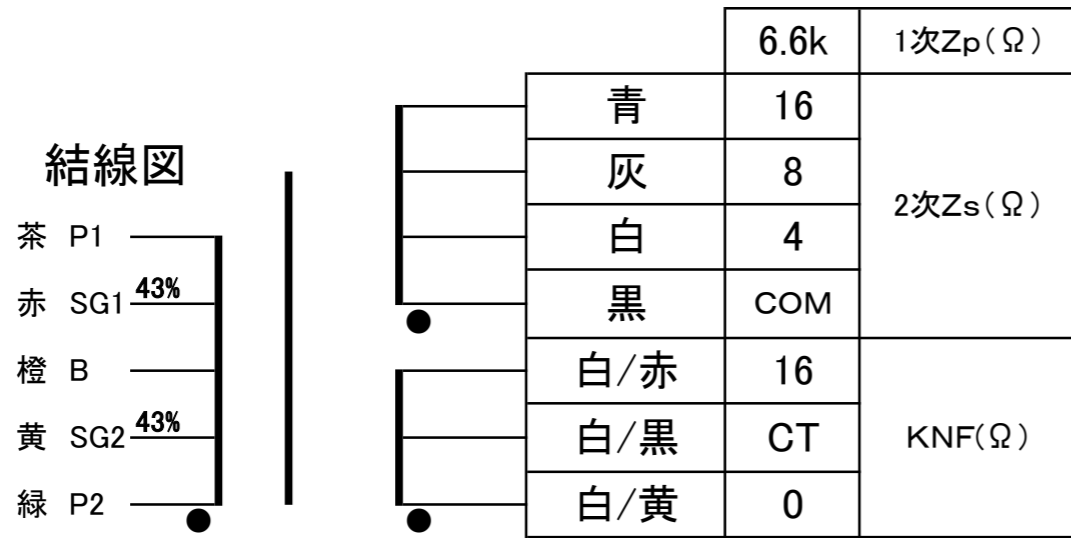 6.6k 1次Zp(Ω)
青 16
灰 8
白 4
黒 COM
2次Zs(Ω)
白/赤 16
白/黒 CT
白/黄 0
KNF(Ω)
結線図
茶 P1
赤 SG1 43%
橙 B
黄 SG2 43%
緑 P2